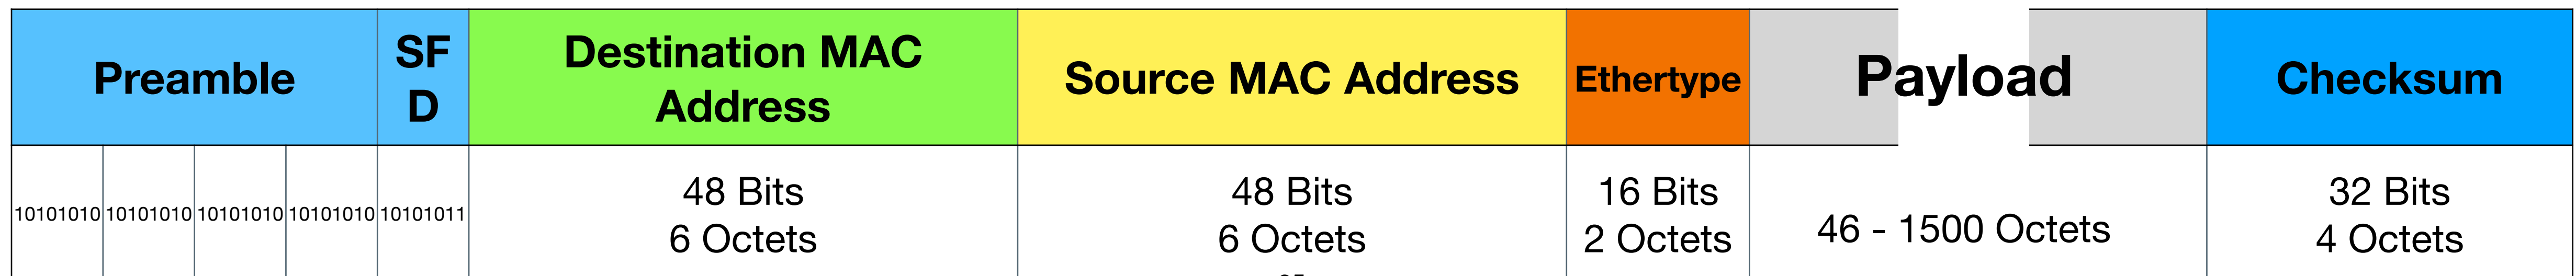 Preamble
SF
D
Destination MAC
Address
Source MAC Address
Ethertype
Payload
Checksum
10101010 10101010 10101010 10101010 10101011
48 Bits
6 Octets
48 Bits
6 Octets
16 Bits
2 Octets
46 - 1500 Octets
32 Bits
4 Octets